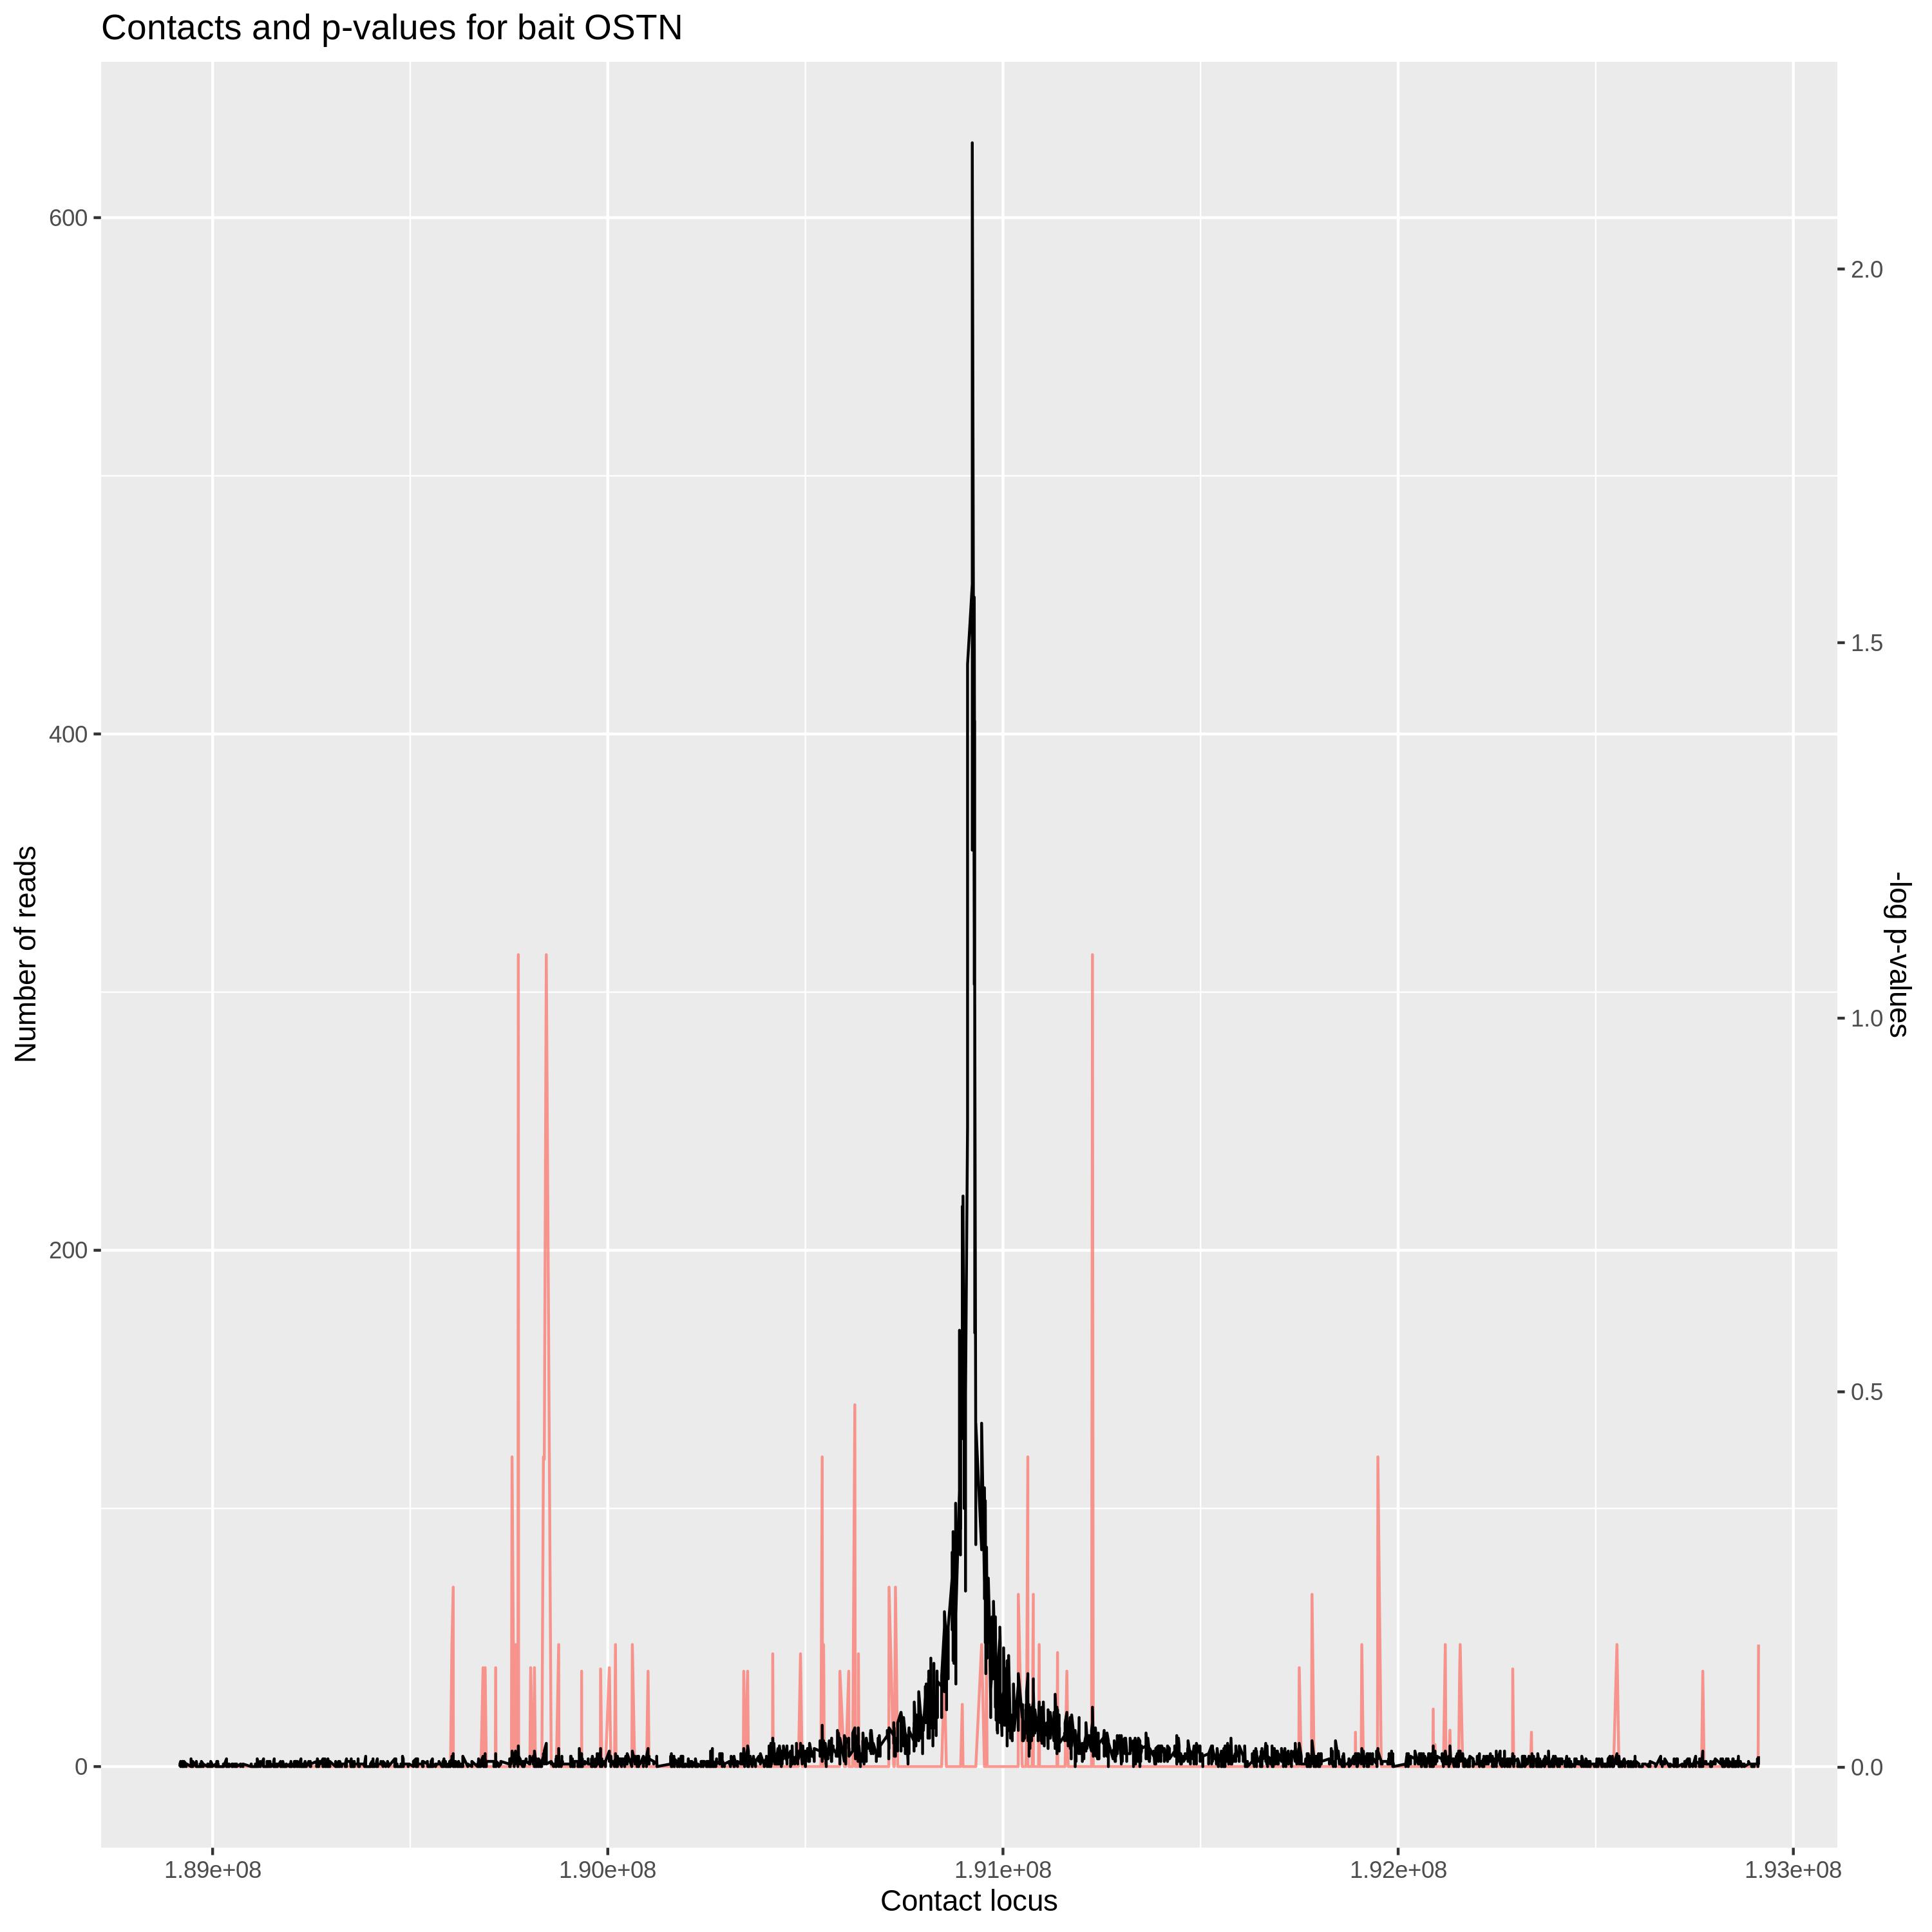 Contacts and p-values for bait OSTN
600
400
200
0
Number of reads
2.0
1.5
1.0
0.5
0.0
-log p-values
1.89e+08
1.90e+08
1.91e+08
1.92e+08
1.93e+08
Contact locus